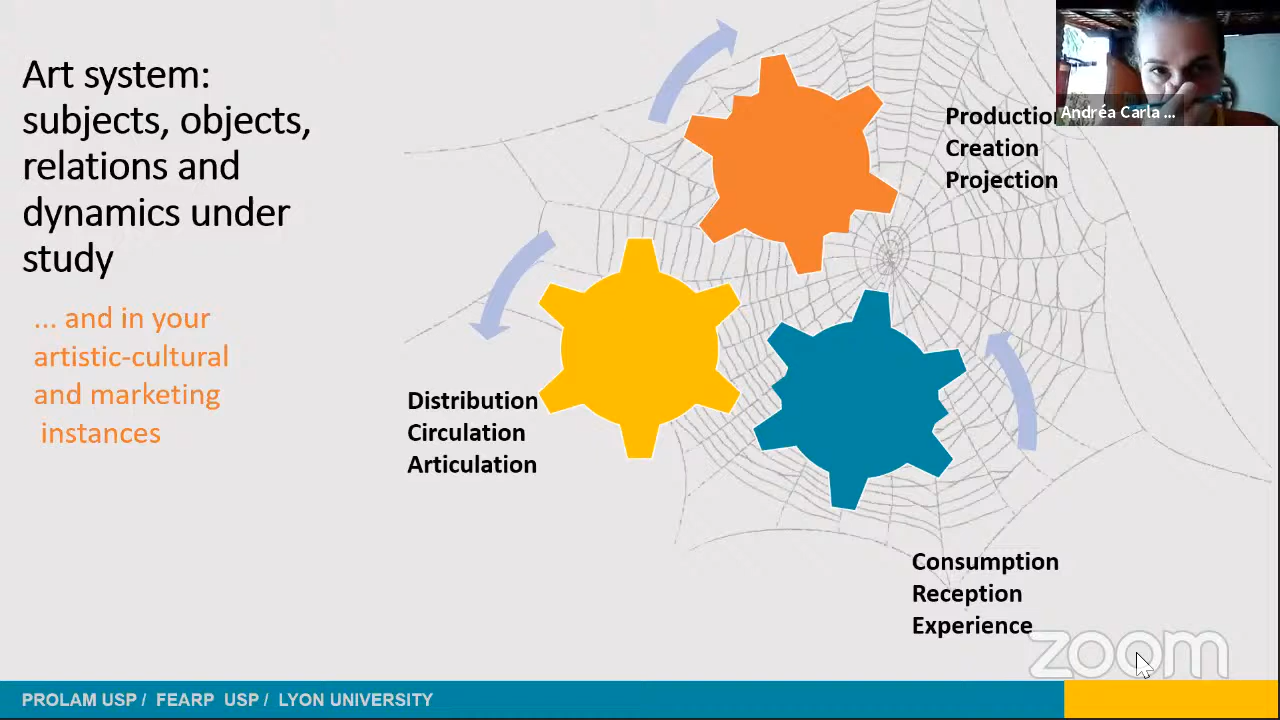 Art system:
subjects, objects,
relations and
dynamics under
study
... and in your
artistic-cultural
and marketing
instances
Production
Creation
Projection
Andréa Carla ...
Distribution
Circulation
Articulation
Consumption
Reception
Experience
zoom
PROLAM USP / FEARP USP / LYON UNIVERSITY